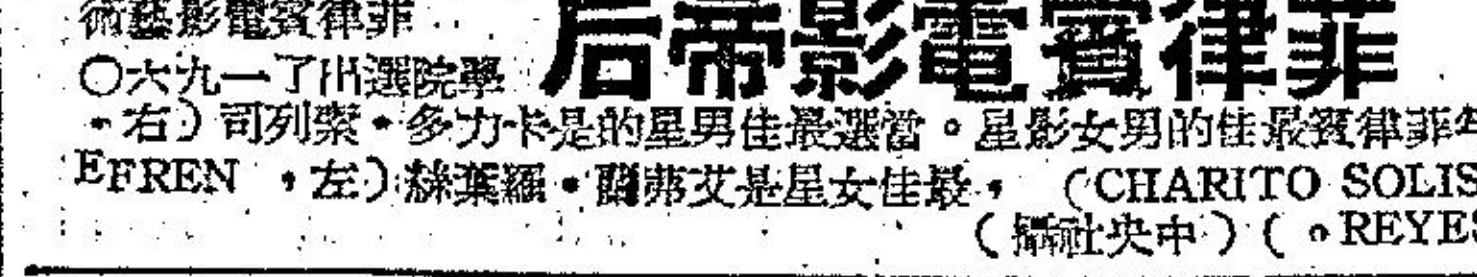 菲律賓電影帝后
菲律賓電影藝術
學院選出了一九六〇
年菲律賓最佳的男女影星。當選最佳男星的是卡力多•索列司（右•
CHARITO SOLIS），最佳女星是艾弗蘭•羅葉絲（左，EFREN
REYES。）（中央社攝）